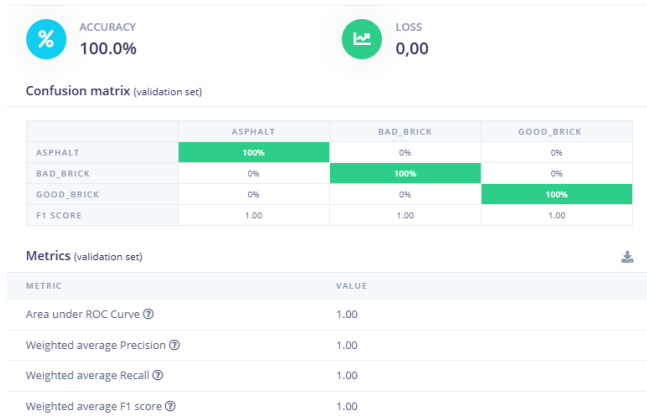 ACCURACY
100.0%
LOSS
0,00
Confusion matrix (validation set)
ASPHALT BAD_BRICK GOOD_BRICK
ASPHALT 100% 0% 0%
BAD_BRICK 0% 100% 0%
GOOD_BRICK 0% 0% 100%
F1 SCORE 1.00 1.00 1.00
Metrics (validation set)
METRIC VALUE
Area under ROC Curve 1.00
Weighted average Precision 1.00
Weighted average Recall 1.00
Weighted average F1 score 1.00